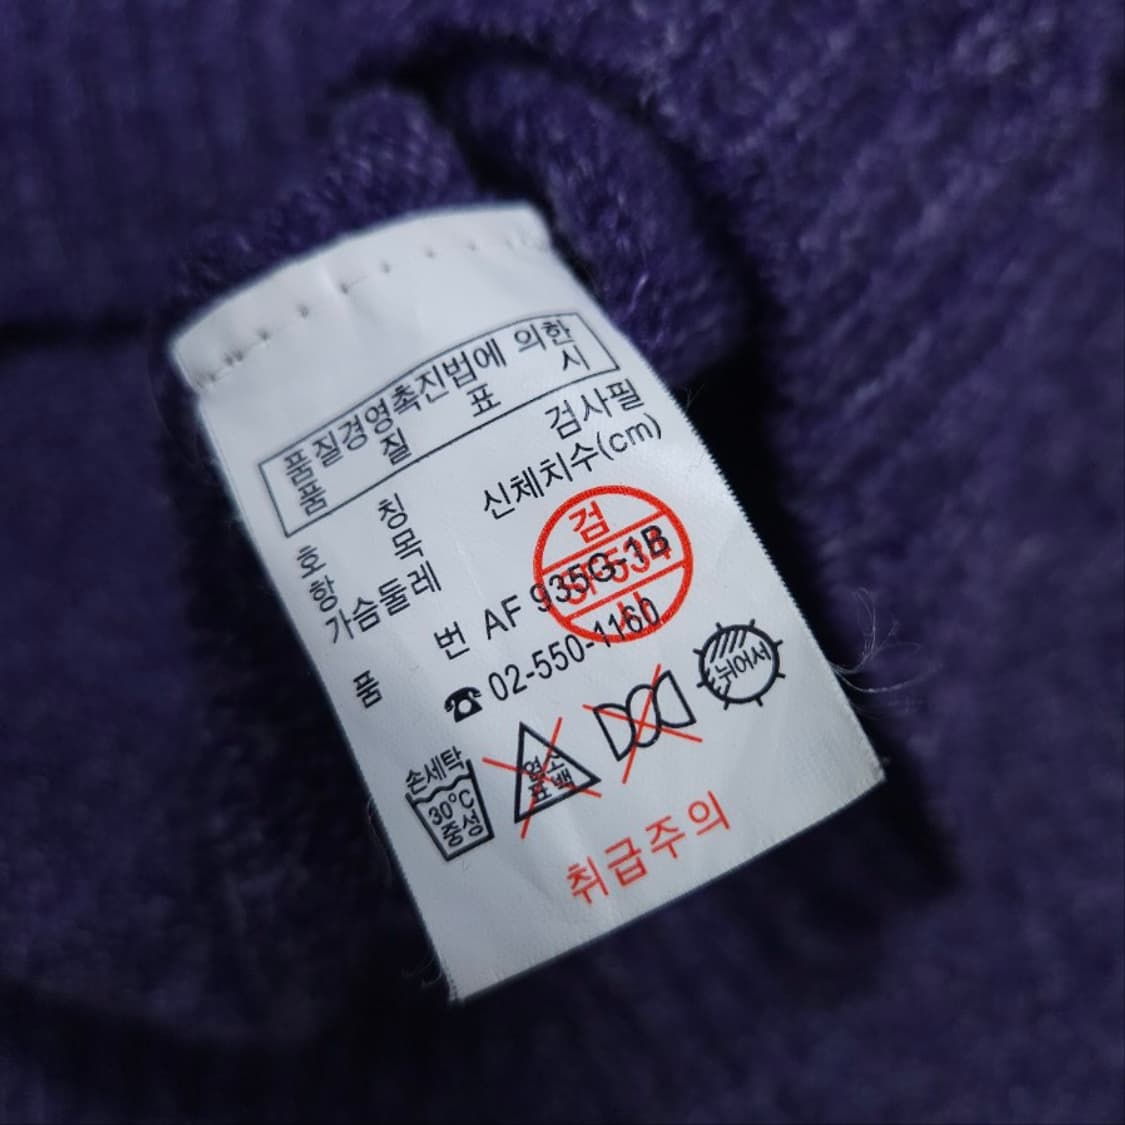 품질경영촉진법에 의한
품 질 표 시
검사필
호 칭 신체치수(cm)
항 목
가슴둘레
검
사
품 번 AF 935G-1B
☎ 02-550-1160
손세탁
30℃
중성
염소
표백
뉘어서
취급주의